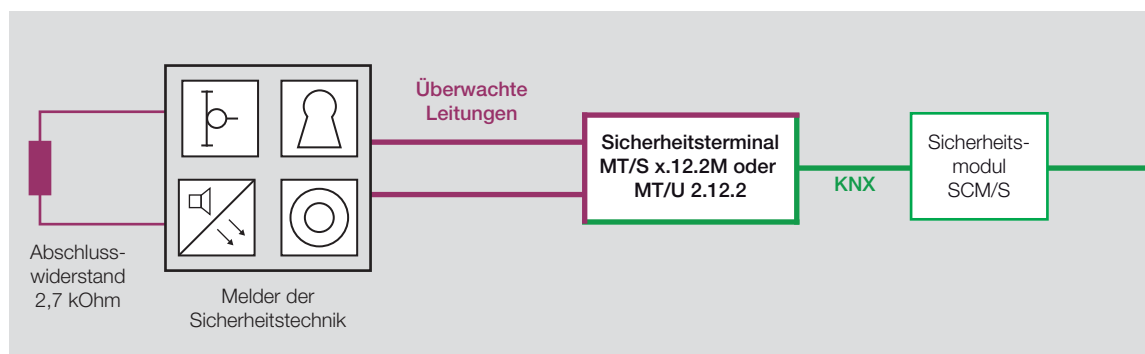 Überwachte
Leitungen
Sicherheitsterminal
MT/S x.12.2M oder
MT/U 2.12.2
KNX
Sicherheits-
modul
SCM/S
Abschluss-
widerstand
2,7 kOhm
Melder der
Sicherheitstechnik